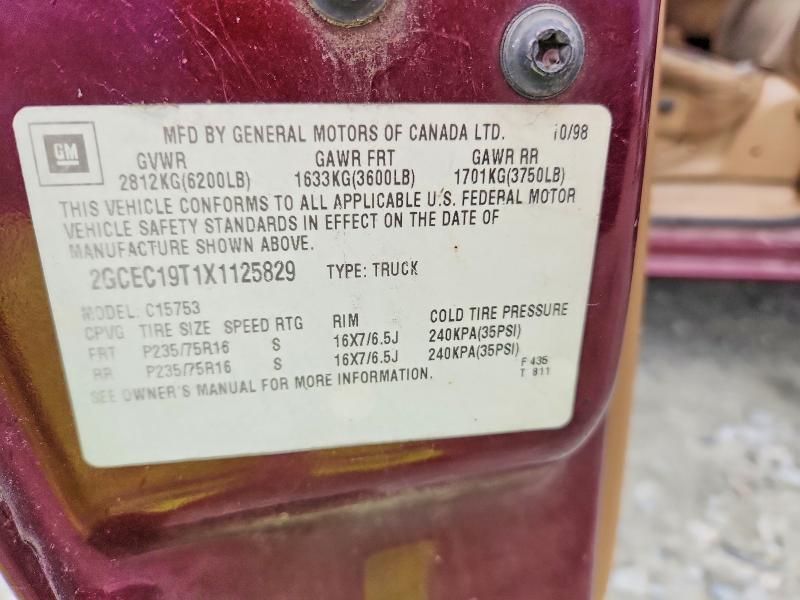 GM
MFD BY GENERAL MOTORS OF CANADA LTD. 10/98
GVWR GAWR FRT GAWR RR
2812KG(6200LB) 1633KG(3600LB) 1701KG(3750LB)
THIS VEHICLE CONFORMS TO ALL APPLICABLE U.S. FEDERAL MOTOR
VEHICLE SAFETY STANDARDS IN EFFECT ON THE DATE OF
MANUFACTURE SHOWN ABOVE.
2GCEC19T1X1125829 TYPE: TRUCK
MODEL: C15753
CPVG TIRE SIZE SPEED RTG RIM COLD TIRE PRESSURE
FRT P235/75R16 S 16X7/6.5J 240KPA(35PSI)
RR P235/75R16 S 16X7/6.5J 240KPA(35PSI)
SEE OWNER'S MANUAL FOR MORE INFORMATION.
F 435
T 811